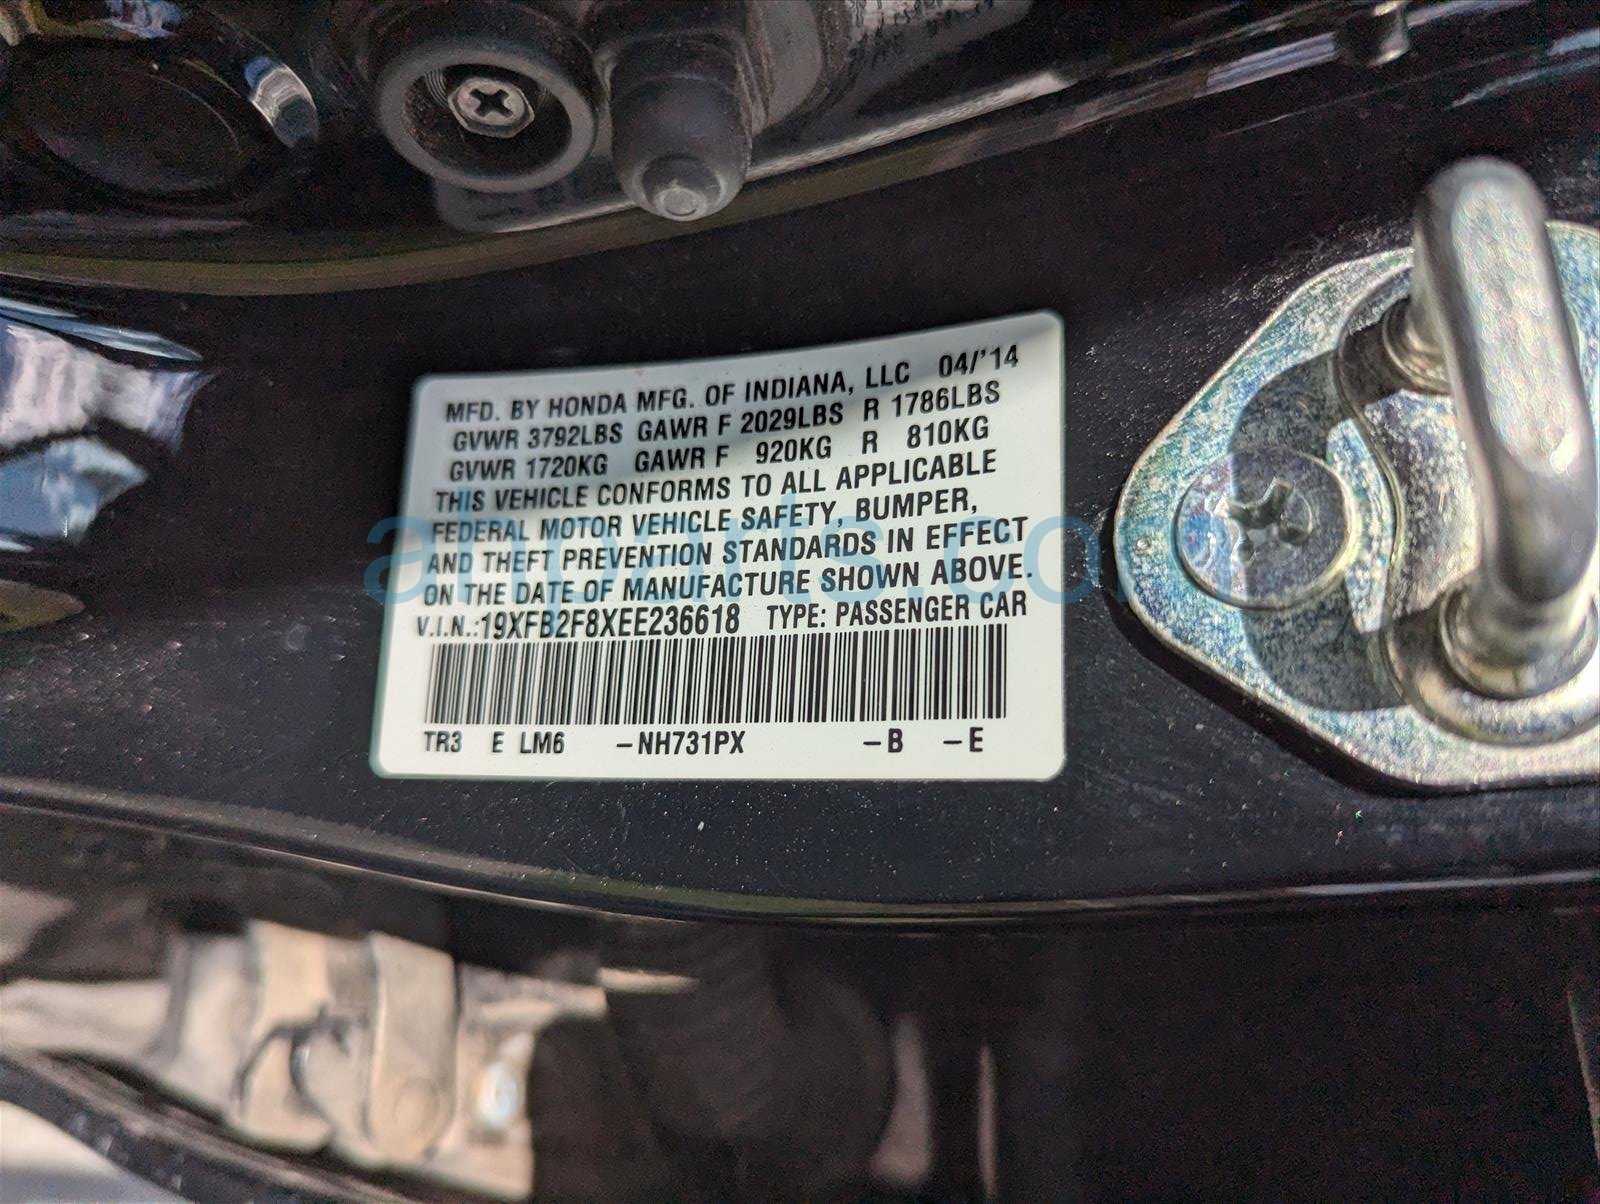 MFD. BY HONDA MFG. OF INDIANA, LLC 04/'14
GVWR 3792LBS GAWR F 2029LBS R 1786LBS
GVWR 1720KG GAWR F 920KG R 810KG
THIS VEHICLE CONFORMS TO ALL APPLICABLE
FEDERAL MOTOR VEHICLE SAFETY, BUMPER,
AND THEFT PREVENTION STANDARDS IN EFFECT
ON THE DATE OF MANUFACTURE SHOWN ABOVE.
V.I.N.:19XFB2F8XEE236618 TYPE: PASSENGER CAR
TR3 E LM6 –NH731PX –B –E
ahparts.com